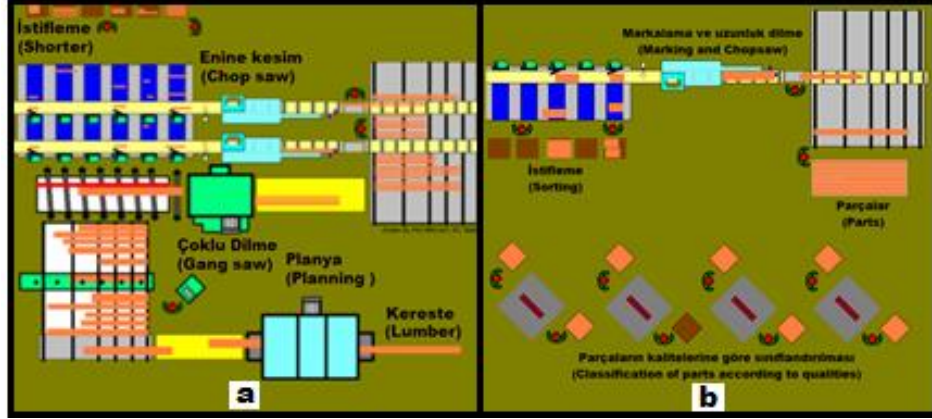 İstifleme
(Shorter)
Enine kesim
(Chop saw)
Çoklu Dilme
(Gang saw)
Planya
(Planning )
Kereste
(Lumber)
a
Markalama ve uzunluk dilme
(Marking and Chopsaw)
İstifleme
(Sorting)
Parçalar
(Parts)
Parçaların kalitelerine göre sınıflandırılması
(Classification of parts according to qualities)
b